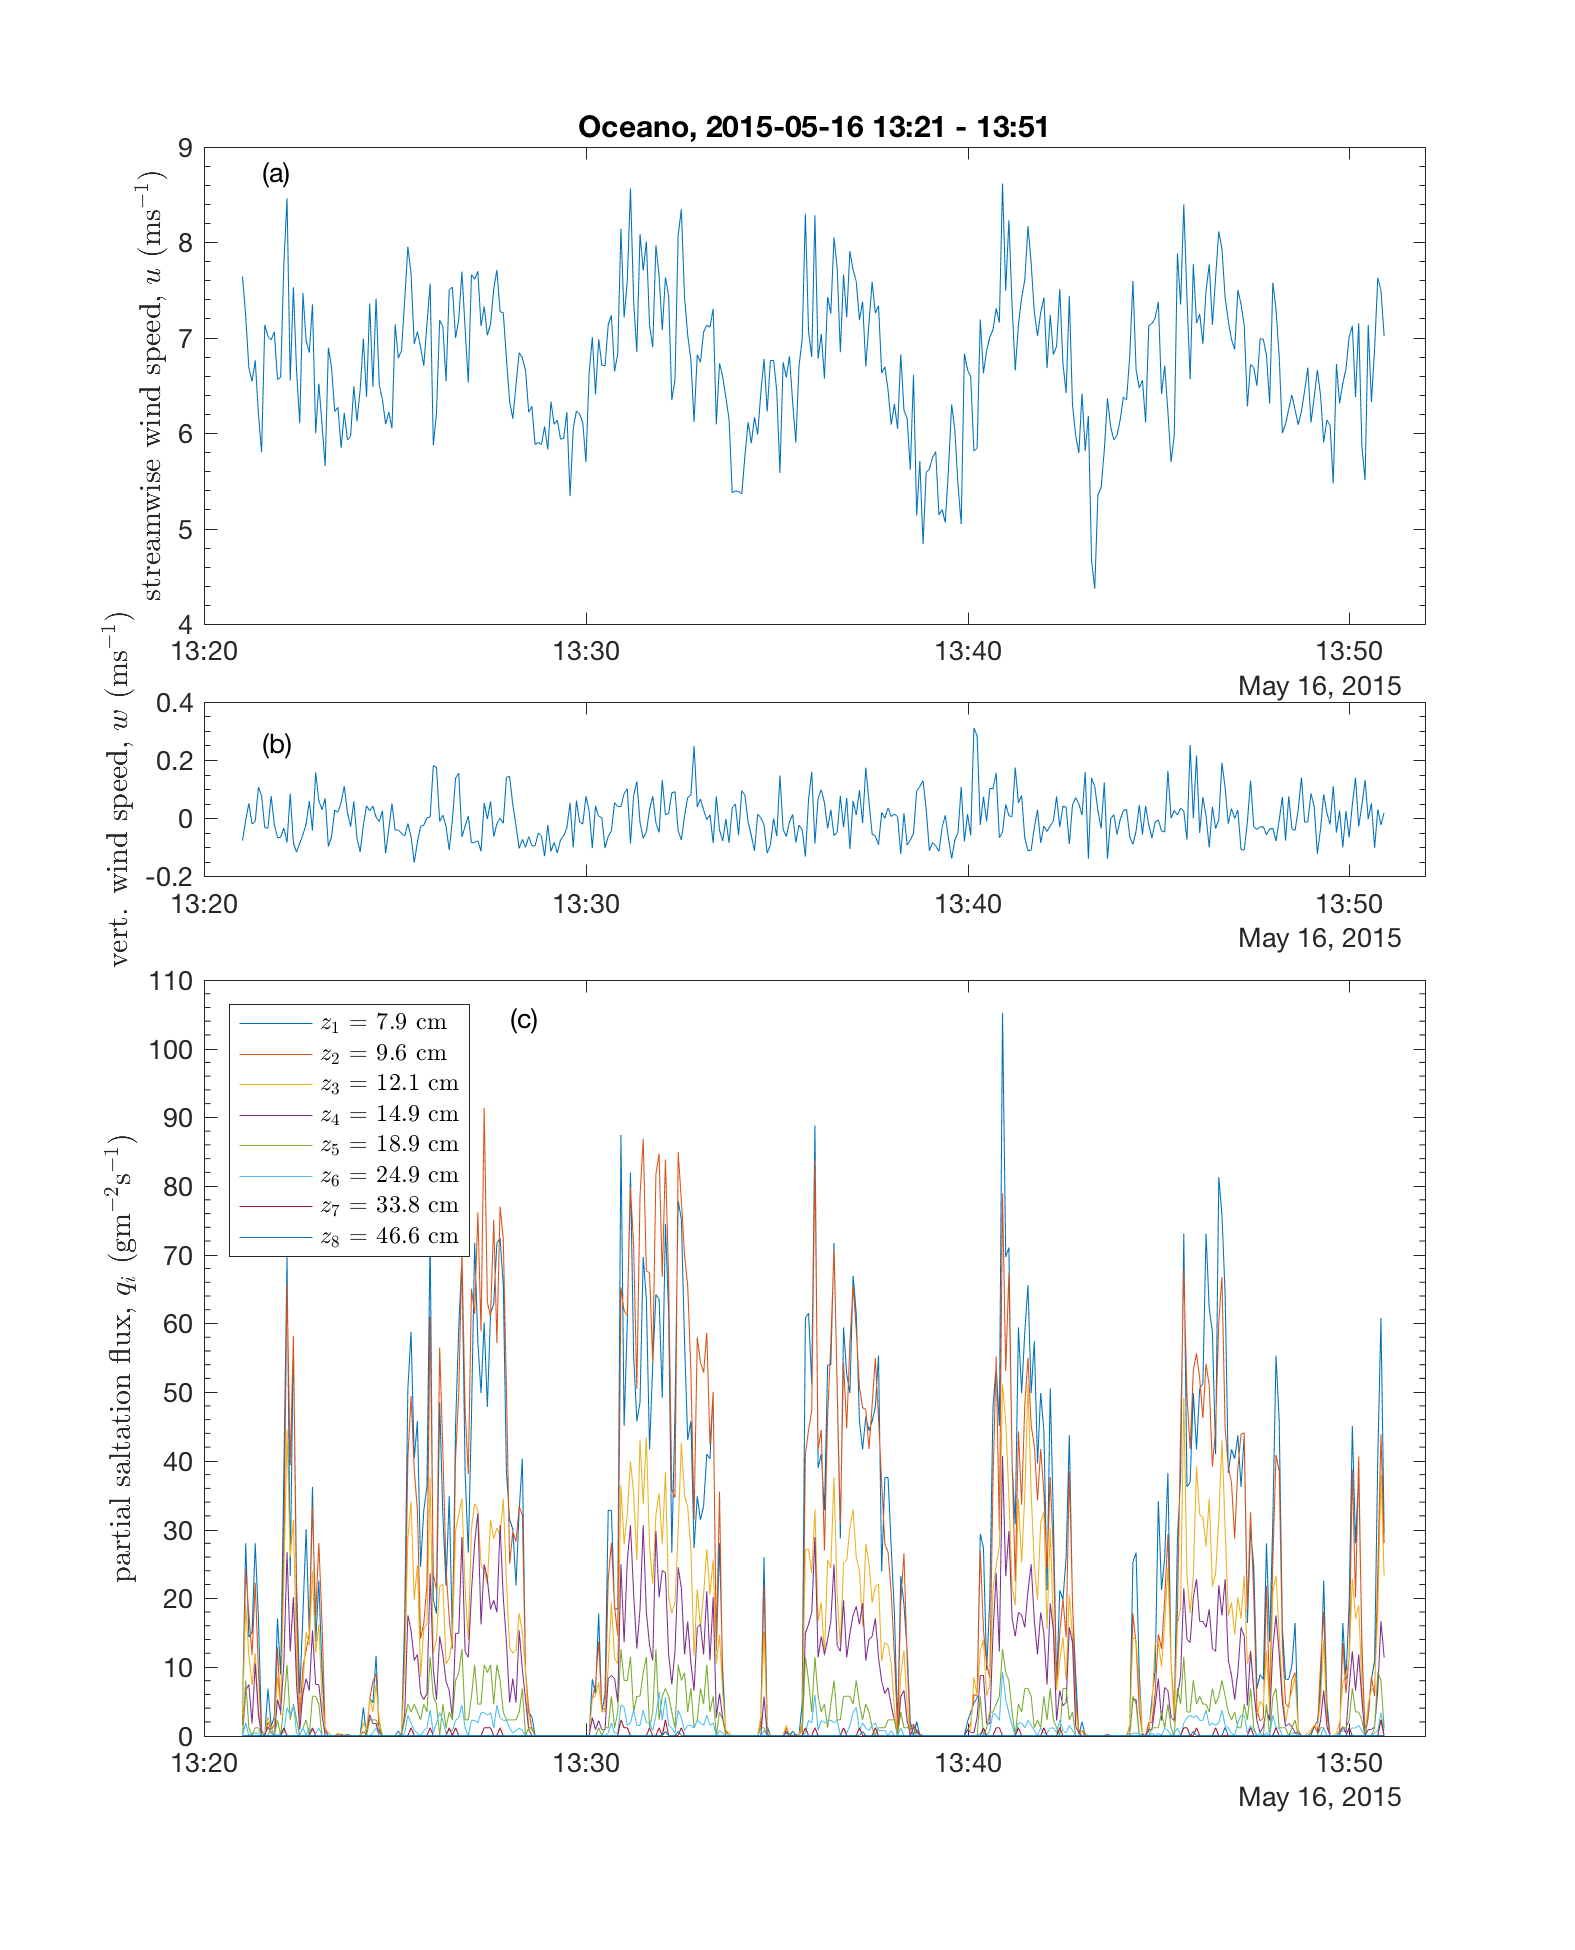 Oceano, 2015-05-16 13:21 - 13:51
(a)
streamwise wind speed, u (ms⁻¹)
9
8
7
6
5
4
13:20 13:30 13:40 13:50
May 16, 2015
(b)
vert. wind speed, w (ms⁻¹)
0.4
0.2
0
-0.2
13:20 13:30 13:40 13:50
May 16, 2015
(c)
partial saltation flux, qᵢ (gm⁻²s⁻¹)
110
100
90
80
70
60
50
40
30
20
10
0
z₁ = 7.9 cm
z₂ = 9.6 cm
z₃ = 12.1 cm
z₄ = 14.9 cm
z₅ = 18.9 cm
z₆ = 24.9 cm
z₇ = 33.8 cm
z₈ = 46.6 cm
13:20 13:30 13:40 13:50
May 16, 2015